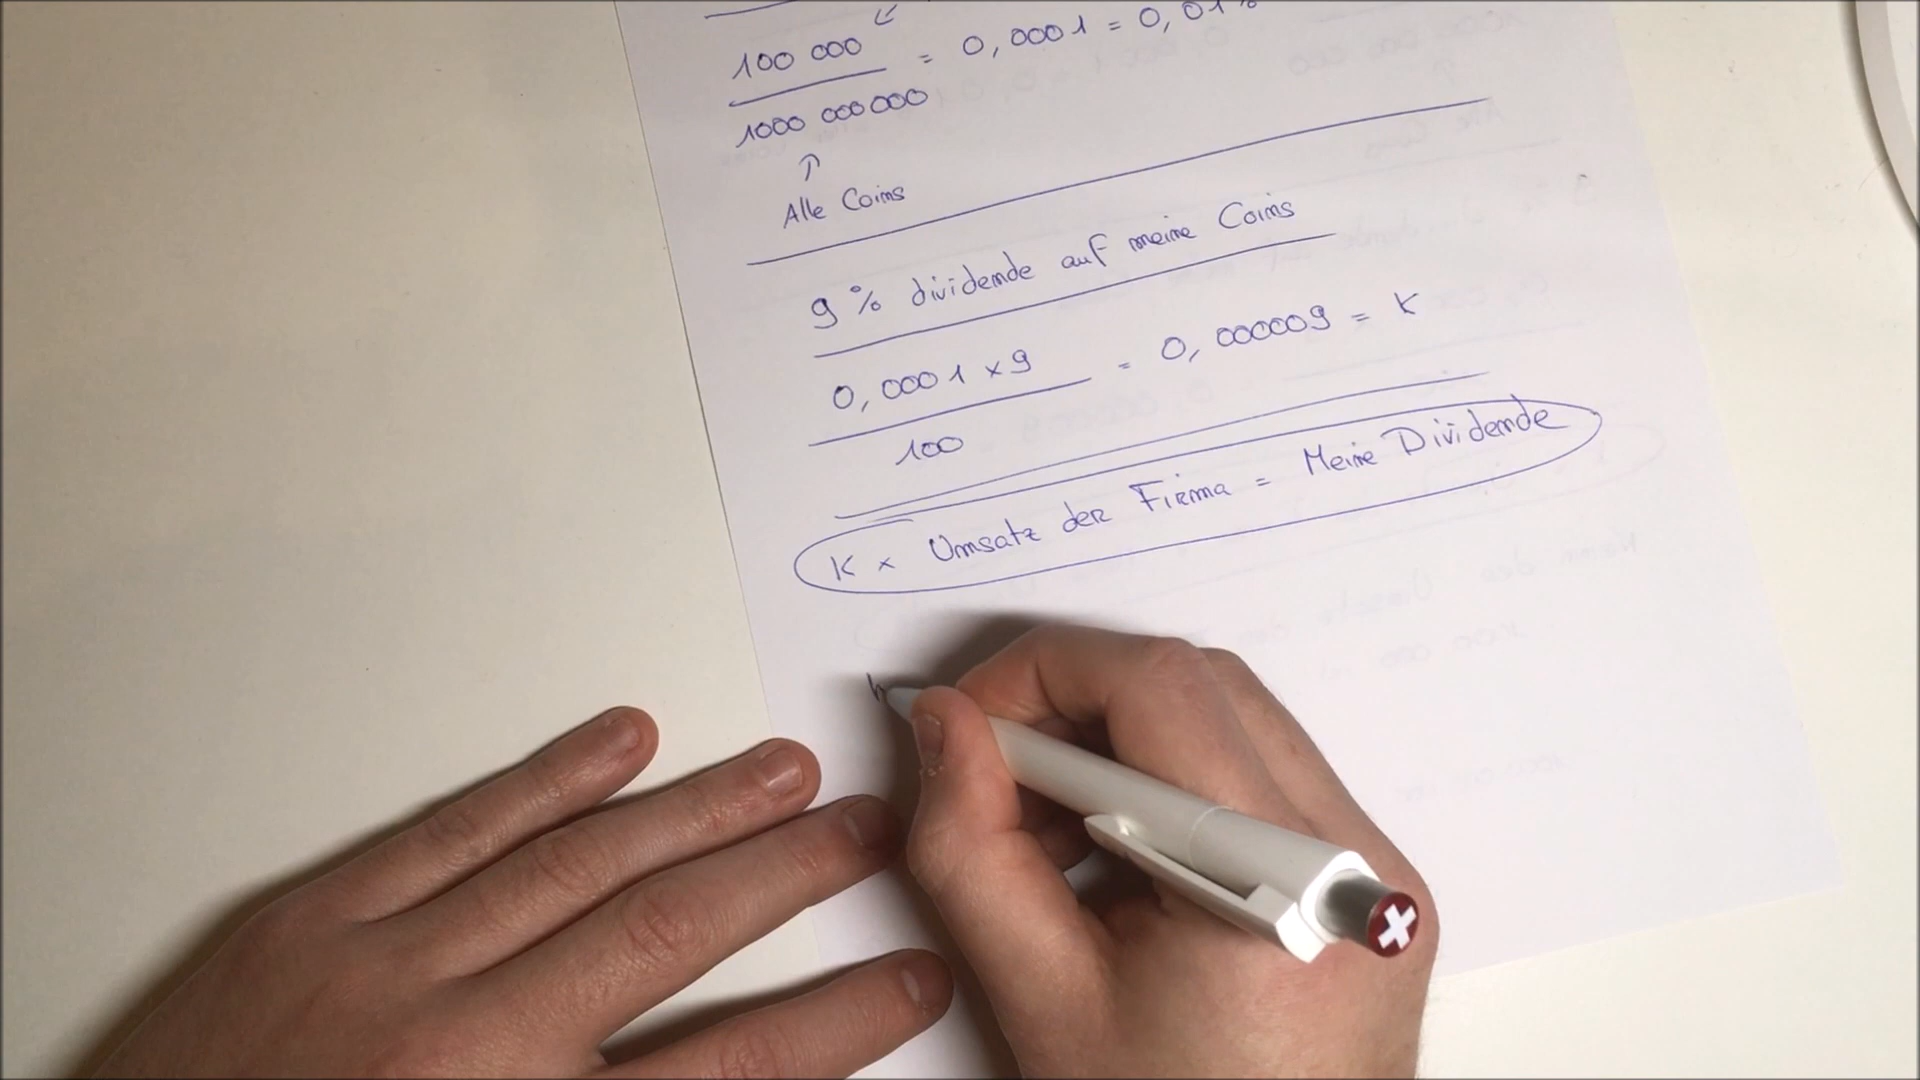 100 000 = 0,0001 = 0,01%
1000 000 000
Alle Coins
9% dividende auf meine Coins
0,0001 x 9 = 0,000009 = K
100
K x Umsatz der Firma = Meine Dividende